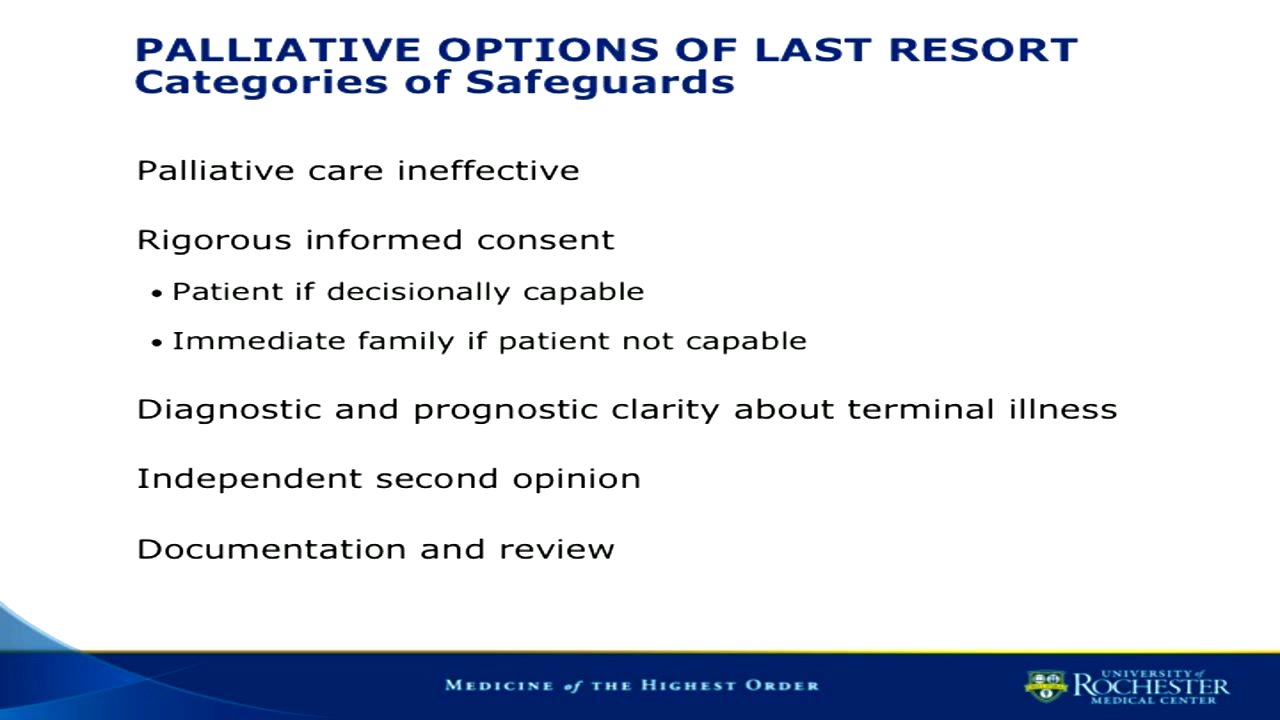 PALLIATIVE OPTIONS OF LAST RESORT
Categories of Safeguards
Palliative care ineffective
Rigorous informed consent
• Patient if decisionally capable
• Immediate family if patient not capable
Diagnostic and prognostic clarity about terminal illness
Independent second opinion
Documentation and review
MEDICINE of THE HIGHEST ORDER
UNIVERSITY of
ROCHESTER
MEDICAL CENTER